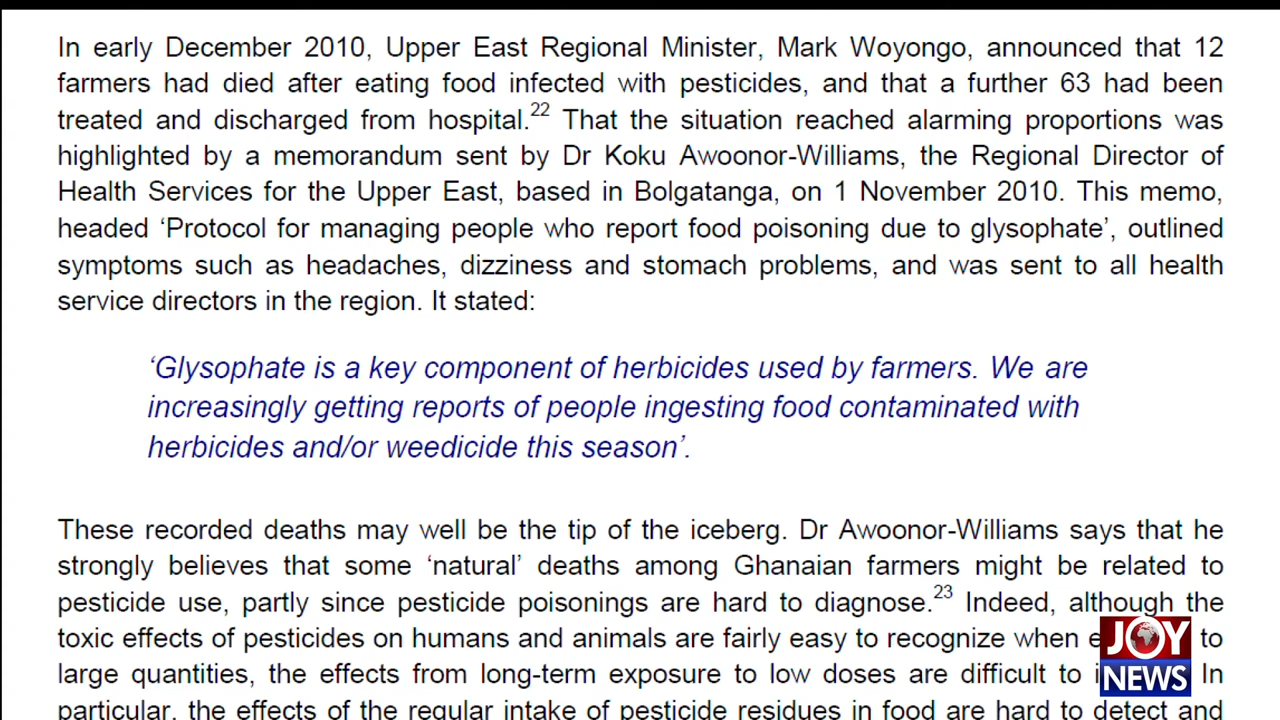 In early December 2010, Upper East Regional Minister, Mark Woyongo, announced that 12
farmers had died after eating food infected with pesticides, and that a further 63 had been
treated and discharged from hospital.22 That the situation reached alarming proportions was
highlighted by a memorandum sent by Dr Koku Awoonor-Williams, the Regional Director of
Health Services for the Upper East, based in Bolgatanga, on 1 November 2010. This memo,
headed ‘Protocol for managing people who report food poisoning due to glysophate’, outlined
symptoms such as headaches, dizziness and stomach problems, and was sent to all health
service directors in the region. It stated:
‘Glysophate is a key component of herbicides used by farmers. We are
increasingly getting reports of people ingesting food contaminated with
herbicides and/or weedicide this season’.
These recorded deaths may well be the tip of the iceberg. Dr Awoonor-Williams says that he
strongly believes that some ‘natural’ deaths among Ghanaian farmers might be related to
pesticide use, partly since pesticide poisonings are hard to diagnose.23 Indeed, although the
toxic effects of pesticides on humans and animals are fairly easy to recognize when to
large quantities, the effects from long-term exposure to low doses are difficult to In
particular, the effects of the regular intake of pesticide residues in food are hard to detect and
JOY
NEWS